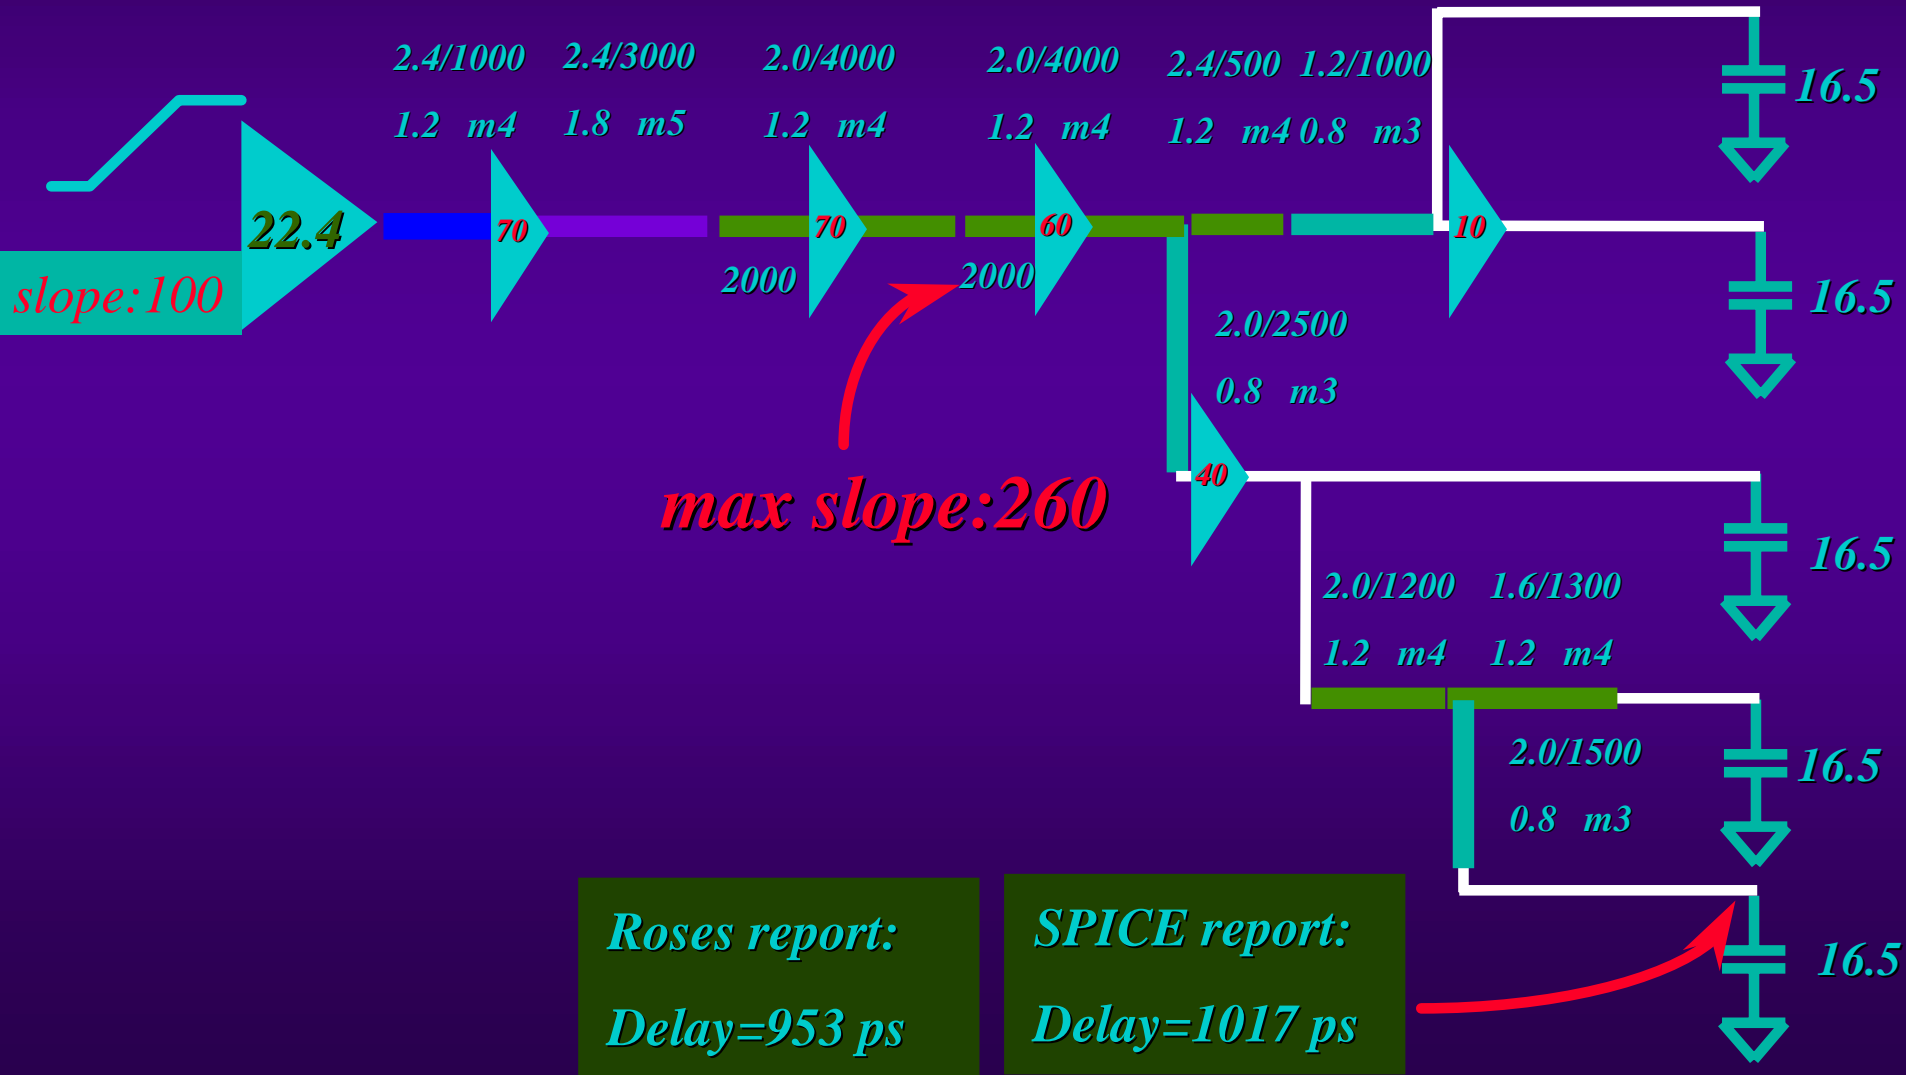 2.4/1000 2.4/3000 2.0/4000 2.0/4000 2.4/500 1.2/1000
1.2 m4 1.8 m5 1.2 m4 1.2 m4 1.2 m4 0.8 m3
16.5
22.4 70 70 60 10
slope:100
2000 2000
16.5
2.0/2500
0.8 m3
40
max slope:260
16.5
2.0/1200 1.6/1300
1.2 m4 1.2 m4
2.0/1500
0.8 m3
16.5
Roses report:
Delay=953 ps
SPICE report:
Delay=1017 ps
16.5